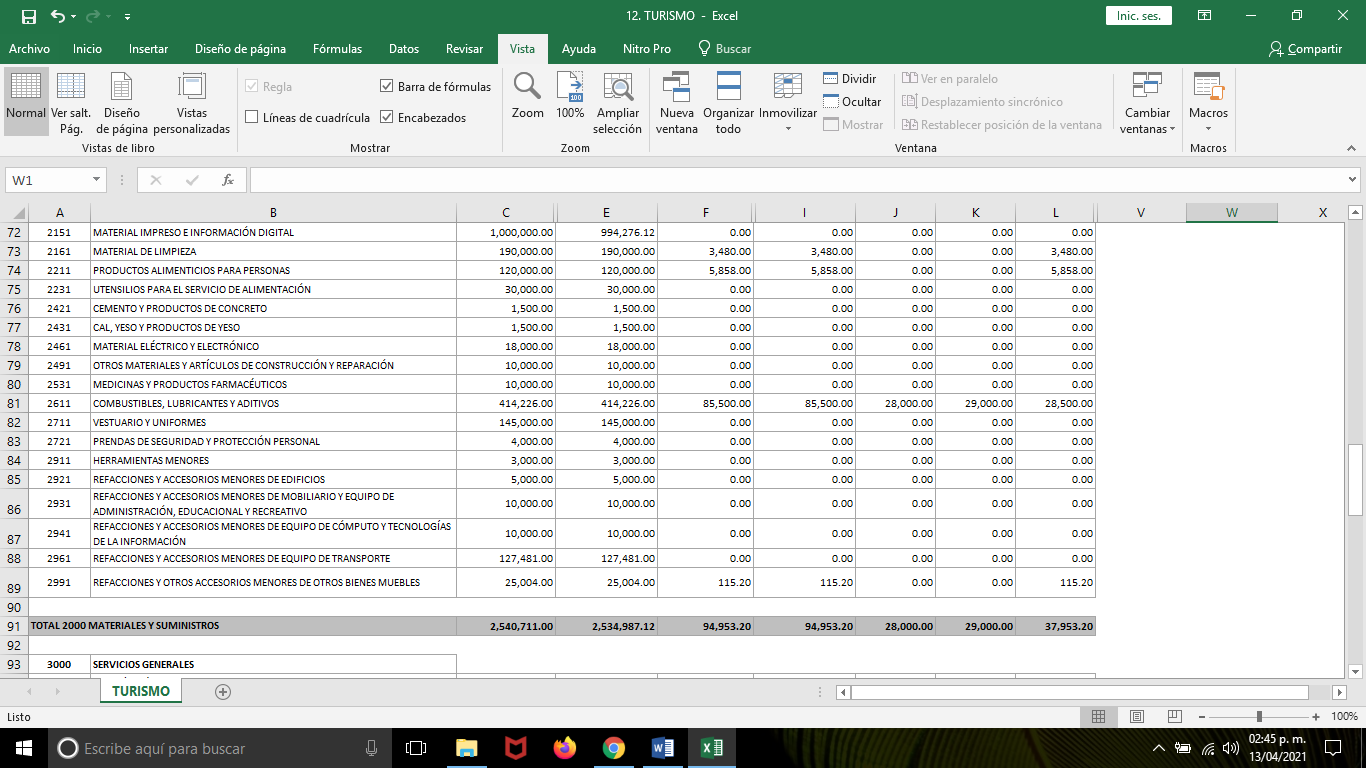 12. TURISMO - Excel
Inic. ses.
Archivo Inicio Insertar Diseño de página Fórmulas Datos Revisar Vista Ayuda Nitro Pro Buscar Compartir
Normal Ver salt. Pág. Diseño de página Vistas personalizadas
Vistas de libro
Regla Barra de fórmulas
Líneas de cuadrícula Encabezados
Mostrar
Zoom 100% Ampliar selección
Zoom
Nueva ventana Organizar todo Inmovilizar
Dividir
Ocultar
Mostrar
Ver en paralelo
Desplazamiento sincrónico
Restablecer posición de la ventana
Cambiar ventanas
Ventana
Macros
Macros
W1 fx
A B C E F I J K L V W X
72 2151 MATERIAL IMPRESO E INFORMACIÓN DIGITAL 1,000,000.00 994,276.12 0.00 0.00 0.00 0.00 0.00
73 2161 MATERIAL DE LIMPIEZA 190,000.00 190,000.00 3,480.00 3,480.00 0.00 0.00 3,480.00
74 2211 PRODUCTOS ALIMENTICIOS PARA PERSONAS 120,000.00 120,000.00 5,858.00 5,858.00 0.00 0.00 5,858.00
75 2231 UTENSILIOS PARA EL SERVICIO DE ALIMENTACIÓN 30,000.00 30,000.00 0.00 0.00 0.00 0.00 0.00
76 2421 CEMENTO Y PRODUCTOS DE CONCRETO 1,500.00 1,500.00 0.00 0.00 0.00 0.00 0.00
77 2431 CAL, YESO Y PRODUCTOS DE YESO 1,500.00 1,500.00 0.00 0.00 0.00 0.00 0.00
78 2461 MATERIAL ELÉCTRICO Y ELECTRÓNICO 18,000.00 18,000.00 0.00 0.00 0.00 0.00 0.00
79 2491 OTROS MATERIALES Y ARTÍCULOS DE CONSTRUCCIÓN Y REPARACIÓN 10,000.00 10,000.00 0.00 0.00 0.00 0.00 0.00
80 2531 MEDICINAS Y PRODUCTOS FARMACÉUTICOS 10,000.00 10,000.00 0.00 0.00 0.00 0.00 0.00
81 2611 COMBUSTIBLES, LUBRICANTES Y ADITIVOS 414,226.00 414,226.00 85,500.00 85,500.00 28,000.00 29,000.00 28,500.00
82 2711 VESTUARIO Y UNIFORMES 145,000.00 145,000.00 0.00 0.00 0.00 0.00 0.00
83 2721 PRENDAS DE SEGURIDAD Y PROTECCIÓN PERSONAL 4,000.00 4,000.00 0.00 0.00 0.00 0.00 0.00
84 2911 HERRAMIENTAS MENORES 3,000.00 3,000.00 0.00 0.00 0.00 0.00 0.00
85 2921 REFACCIONES Y ACCESORIOS MENORES DE EDIFICIOS 5,000.00 5,000.00 0.00 0.00 0.00 0.00 0.00
86 2931 REFACCIONES Y ACCESORIOS MENORES DE MOBILIARIO Y EQUIPO DE
ADMINISTRACIÓN, EDUCACIONAL Y RECREATIVO 10,000.00 10,000.00 0.00 0.00 0.00 0.00 0.00
87 2941 REFACCIONES Y ACCESORIOS MENORES DE EQUIPO DE CÓMPUTO Y TECNOLOGÍAS
DE LA INFORMACIÓN 10,000.00 10,000.00 0.00 0.00 0.00 0.00 0.00
88 2961 REFACCIONES Y ACCESORIOS MENORES DE EQUIPO DE TRANSPORTE 127,481.00 127,481.00 0.00 0.00 0.00 0.00 0.00
89 2991 REFACCIONES Y OTROS ACCESORIOS MENORES DE OTROS BIENES MUEBLES 25,004.00 25,004.00 115.20 115.20 0.00 0.00 115.20
90
91 TOTAL 2000 MATERIALES Y SUMINISTROS 2,540,711.00 2,534,987.12 94,953.20 94,953.20 28,000.00 29,000.00 37,953.20
92
93 3000 SERVICIOS GENERALES
TURISMO
Listo 100%
Escribe aquí para buscar
02:45 p. m.
13/04/2021